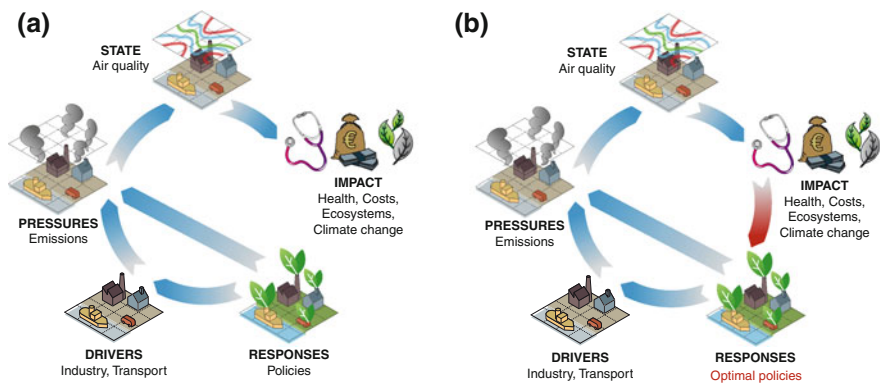 (a)
STATE
Air quality
€
IMPACT
Health, Costs,
Ecosystems,
Climate change
PRESSURES
Emissions
DRIVERS
Industry, Transport
RESPONSES
Policies
(b)
STATE
Air quality
€
IMPACT
Health, Costs,
Ecosystems,
Climate change
PRESSURES
Emissions
DRIVERS
Industry, Transport
RESPONSES
Optimal policies